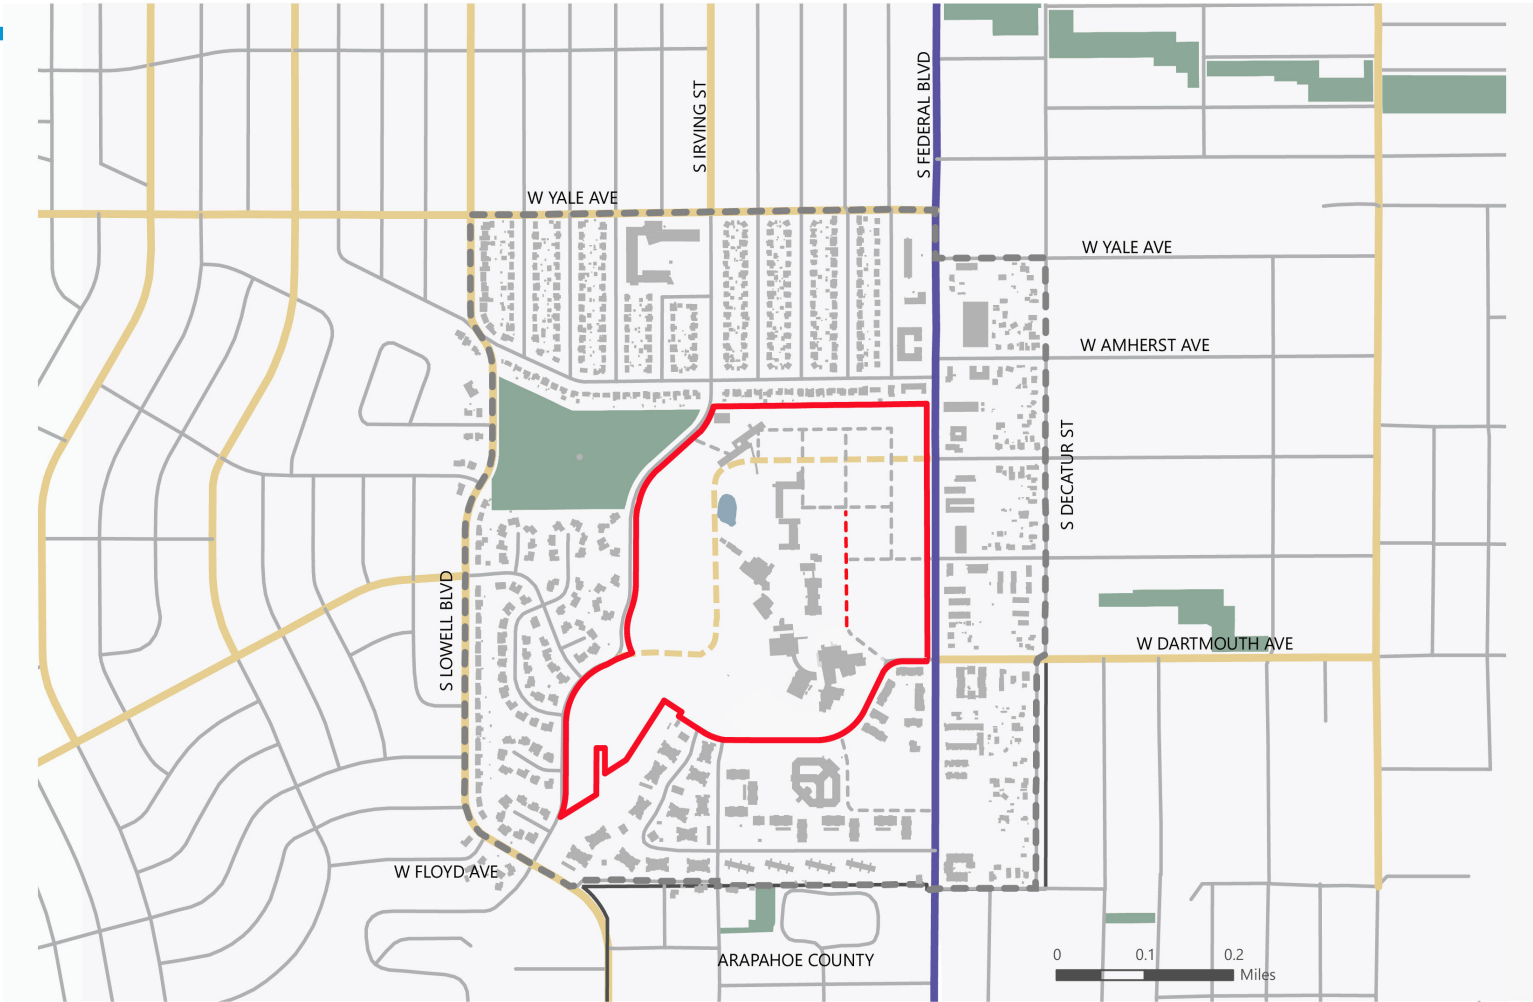 S IRVING ST
S FEDERAL BLVD
W YALE AVE
W YALE AVE
W AMHERST AVE
S DECATUR ST
S LOWELL BLVD
W DARTMOUTH AVE
W FLOYD AVE
ARAPAHOE COUNTY
0 0.1 0.2
Miles